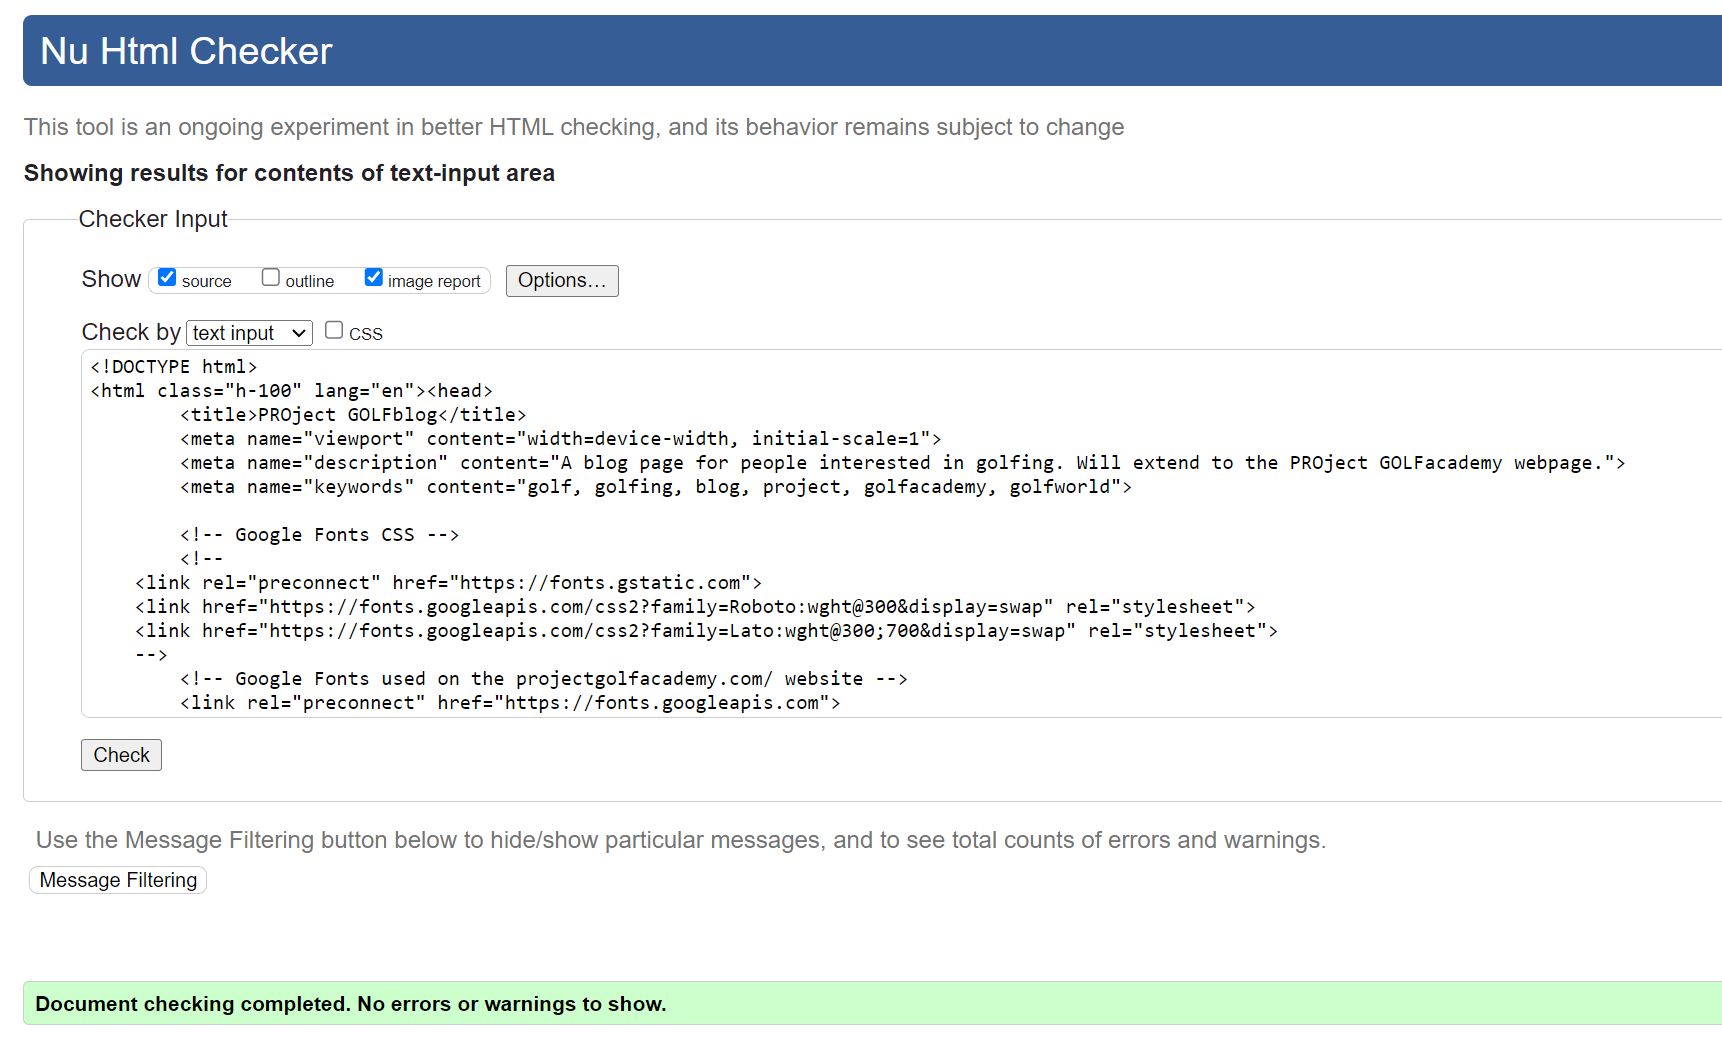 Nu Html Checker
This tool is an ongoing experiment in better HTML checking, and its behavior remains subject to change
Showing results for contents of text-input area
Checker Input
Show source outline image report Options...
Check by text input CSS
<!DOCTYPE html>
<html class="h-100" lang="en"><head>
<title>PROject GOLFblog</title>
<meta name="viewport" content="width=device-width, initial-scale=1">
<meta name="description" content="A blog page for people interested in golfing. Will extend to the PROject GOLFacademy webpage.">
<meta name="keywords" content="golf, golfing, blog, project, golfacademy, golfworld">
<!-- Google Fonts CSS -->
<!--
<link rel="preconnect" href="https://fonts.gstatic.com">
<link href="https://fonts.googleapis.com/css2?family=Roboto:wght@300&display=swap" rel="stylesheet">
<link href="https://fonts.googleapis.com/css2?family=Lato:wght@300;700&display=swap" rel="stylesheet">
-->
<!-- Google Fonts used on the projectgolfacademy.com/ website -->
<link rel="preconnect" href="https://fonts.googleapis.com">
Check
Use the Message Filtering button below to hide/show particular messages, and to see total counts of errors and warnings.
Message Filtering
Document checking completed. No errors or warnings to show.